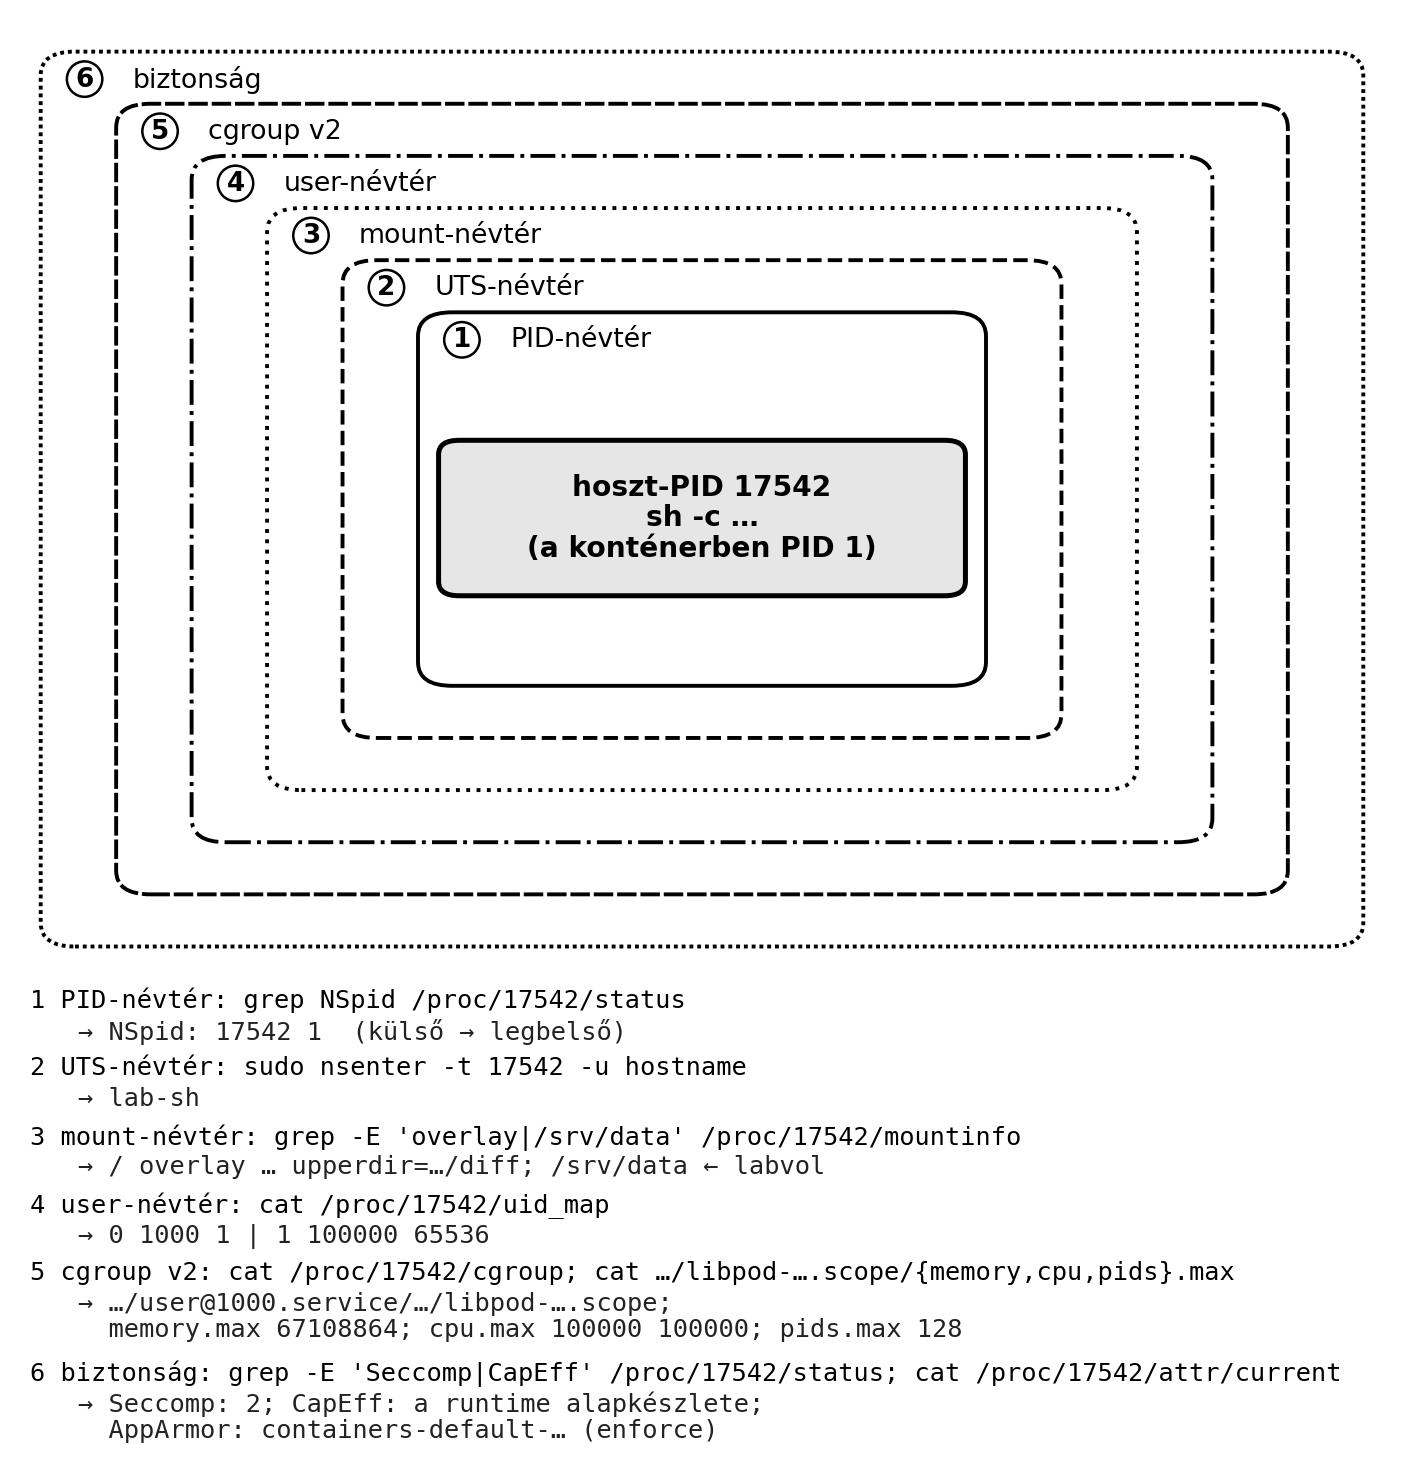 6 biztonság
5 cgroup v2
4 user-névtér
3 mount-névtér
2 UTS-névtér
1 PID-névtér
hoszt-PID 17542
sh -c …
(a konténerben PID 1)
1 PID-névtér: grep NSpid /proc/17542/status
→ NSpid: 17542 1  (külső → legbelső)
2 UTS-névtér: sudo nsenter -t 17542 -u hostname
→ lab-sh
3 mount-névtér: grep -E 'overlay|/srv/data' /proc/17542/mountinfo
→ / overlay … upperdir=…/diff; /srv/data ← labvol
4 user-névtér: cat /proc/17542/uid_map
→ 0 1000 1 | 1 100000 65536
5 cgroup v2: cat /proc/17542/cgroup; cat …/libpod-….scope/{memory,cpu,pids}.max
→ …/user@1000.service/…/libpod-….scope;
memory.max 67108864; cpu.max 100000 100000; pids.max 128
6 biztonság: grep -E 'Seccomp|CapEff' /proc/17542/status; cat /proc/17542/attr/current
→ Seccomp: 2; CapEff: a runtime alapkészlete;
AppArmor: containers-default-… (enforce)